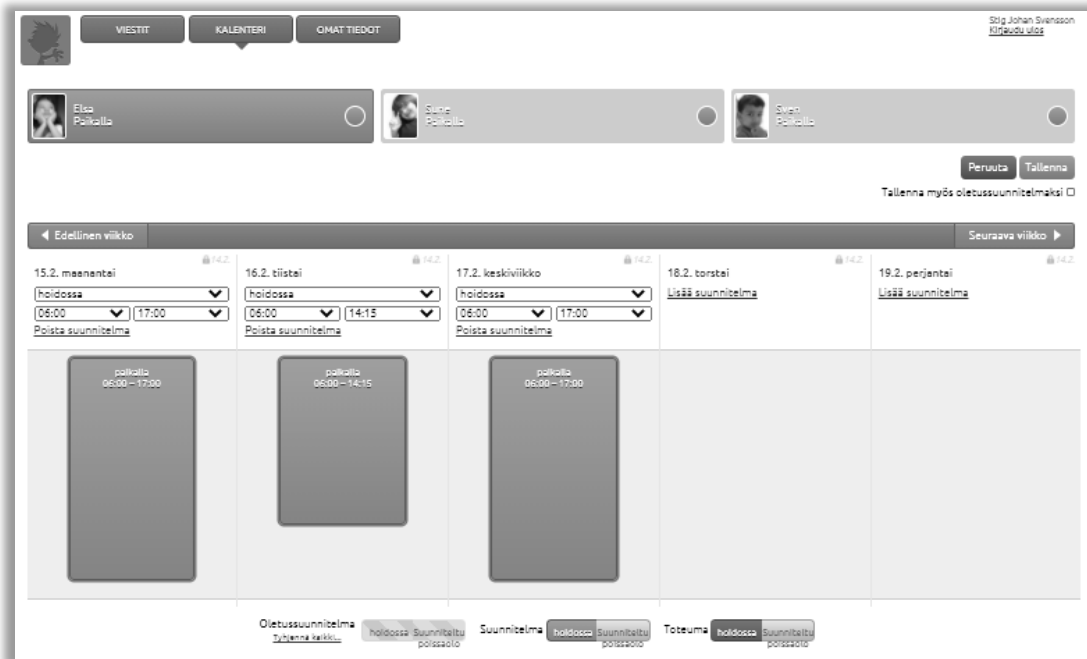 VIESTIT KALENTERI OMAT TIEDOT
Stig Johan Svensson
Kirjaudu ulos
Elsa
Paikalla
Sune
Paikalla
Sven
Paikalla
Peruuta Tallenna
Tallenna myös oletussuunnitelmaksi
Edellinen viikko Seuraava viikko
14.2. 14.2. 14.2. 14.2. 14.2.
15.2. maanantai 16.2. tiistai 17.2. keskiviikko 18.2. torstai 19.2. perjantai
hoidossa hoidossa hoidossa Lisää suunnitelma Lisää suunnitelma
06:00 17:00 06:00 14:15 06:00 17:00
Poista suunnitelma Poista suunnitelma Poista suunnitelma
paikalla paikalla paikalla
06:00 – 17:00 06:00 – 14:15 06:00 – 17:00
Oletussuunnitelma hoidossa Suunniteltu Suunnitelma hoidossa Suunniteltu Toteuma hoidossa Suunniteltu
Tyhjennä kaikki... poissaolo poissaolo poissaolo